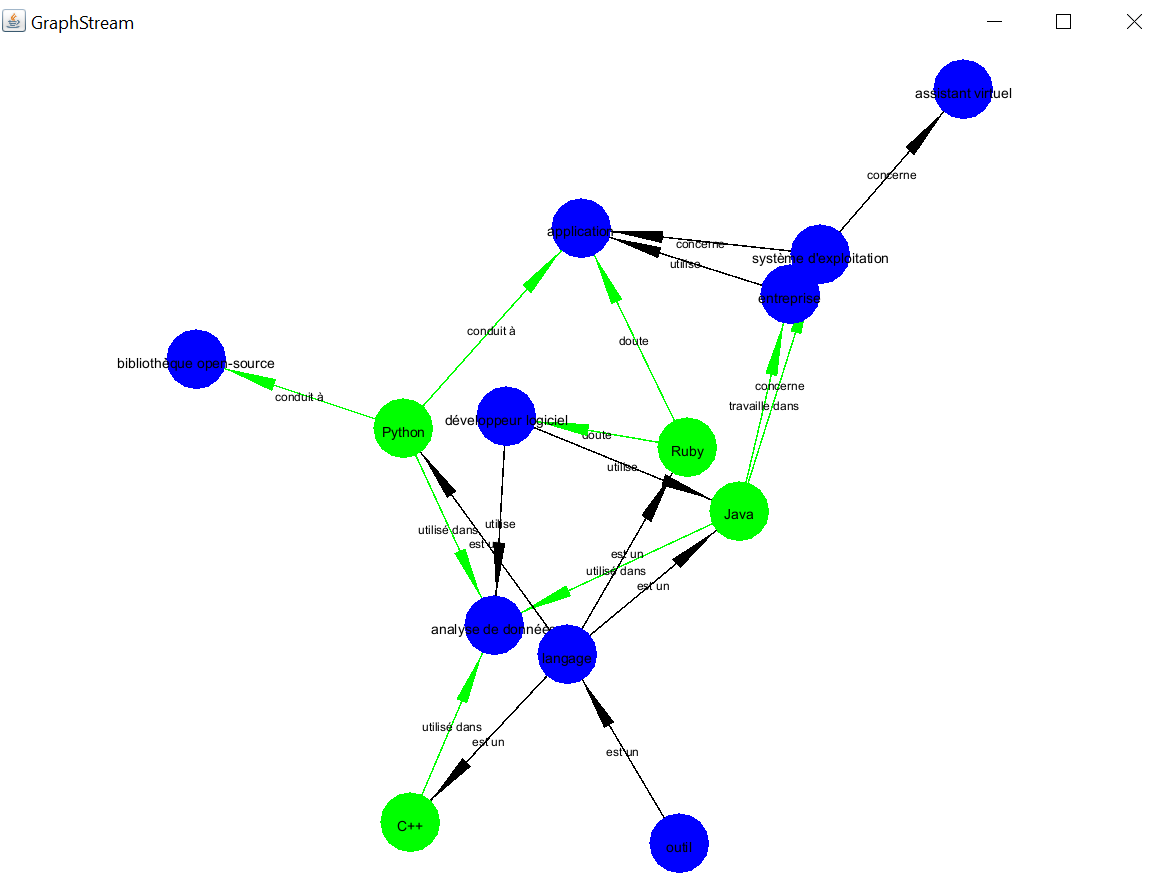 GraphStream
assistant virtuel
concerne
application
concerne
système d'exploitation
utilise
entreprise
conduit à
doute
bibliothèque open-source
concerne
conduit à
travaille dans
développeur logiciel
Python
doute
Ruby
utilise
Java
utilise
utilisé dans
est un
est un
utilisé dans
est un
analyse de données
langage
utilisé dans
est un
est un
C++
outil